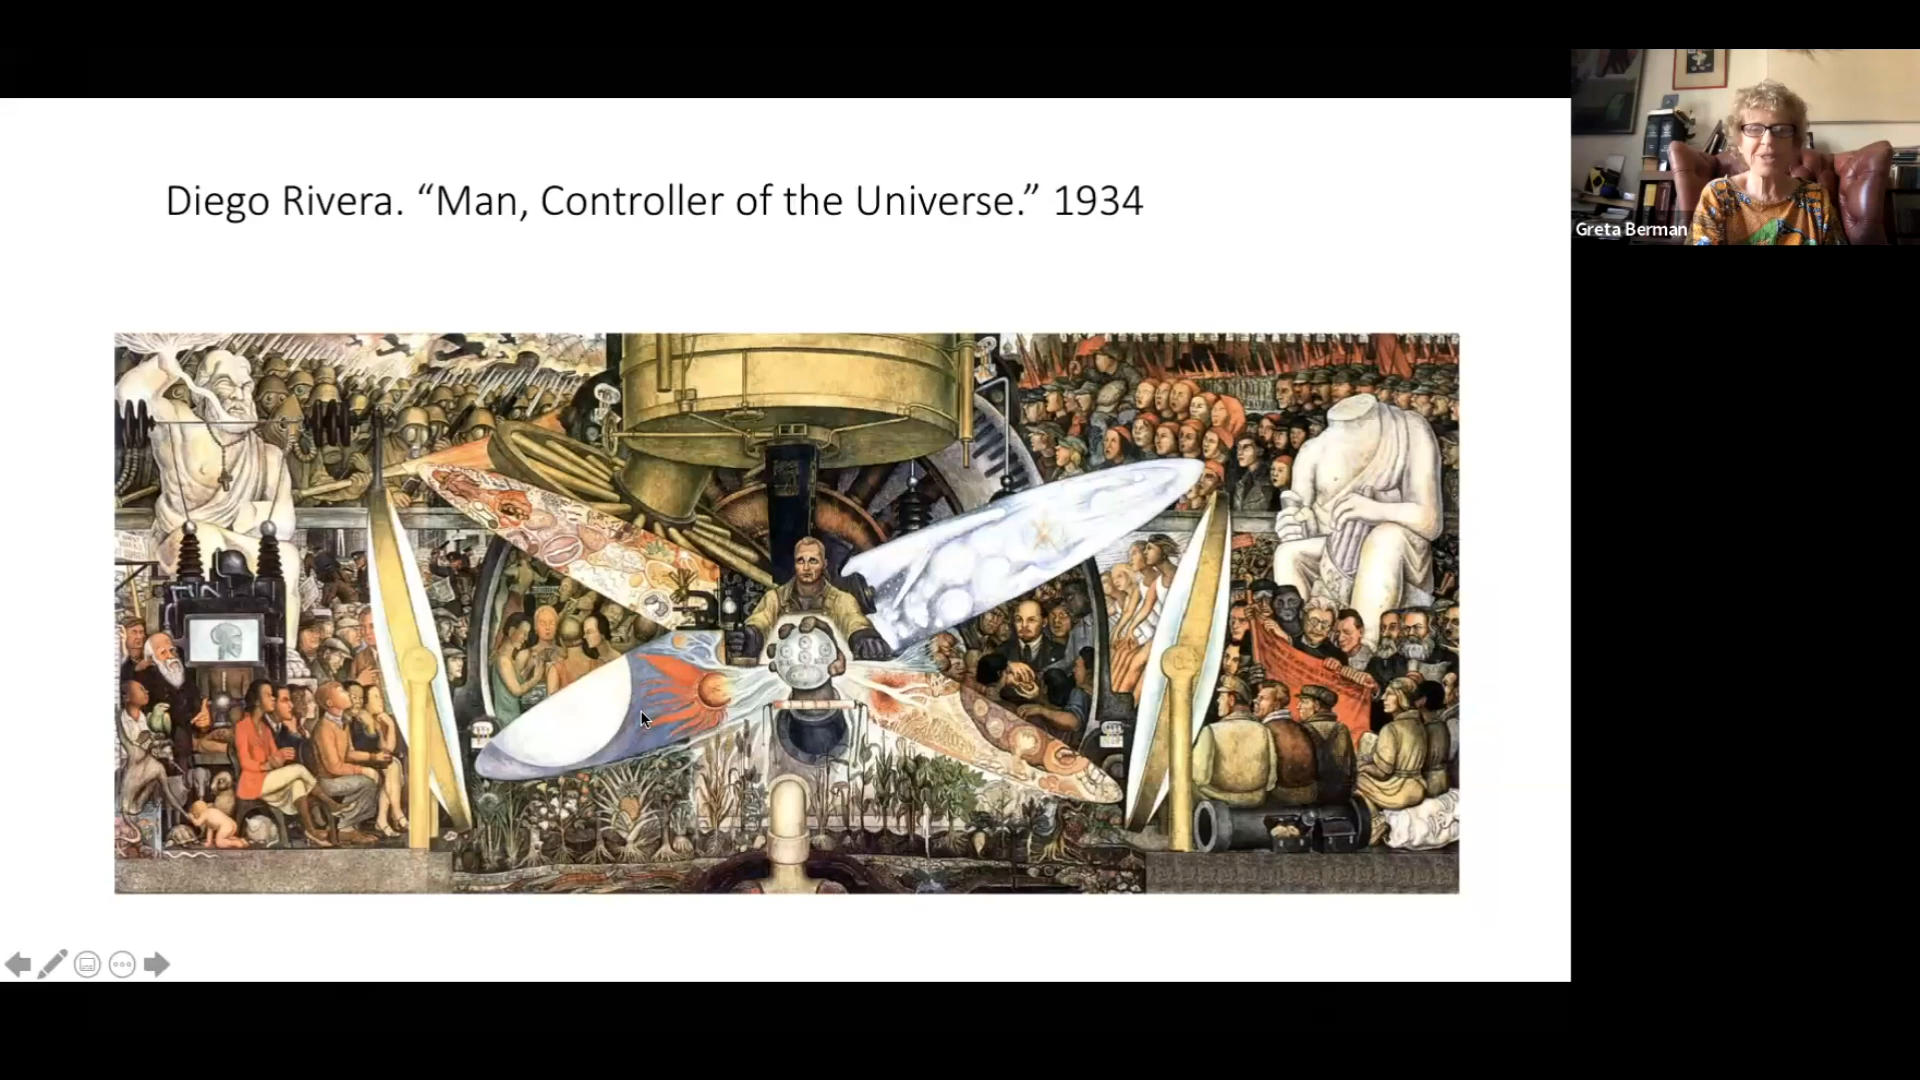 Diego Rivera. “Man, Controller of the Universe.” 1934
Greta Berman